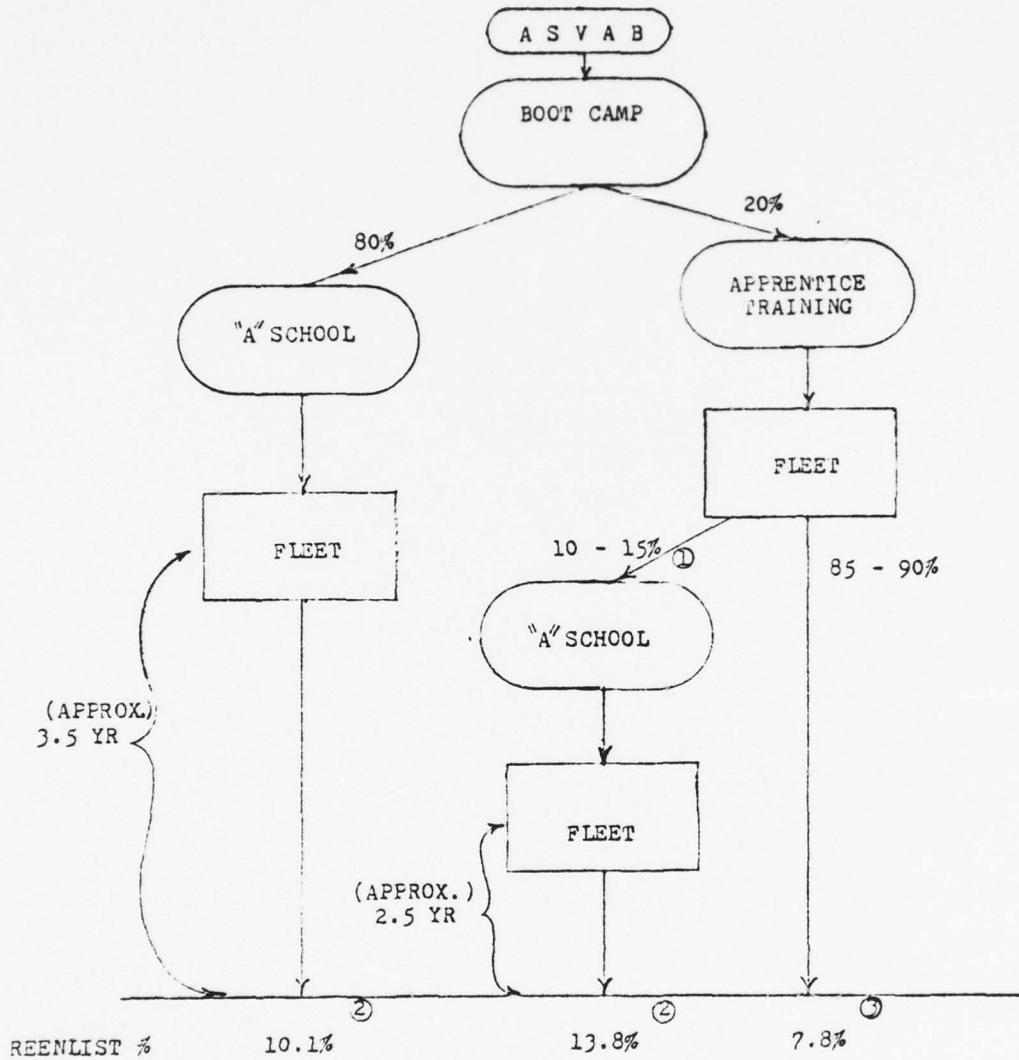 A S V A B
BOOT CAMP
80%
20%
"A" SCHOOL
APPRENTICE
TRAINING
FLEET
FLEET
10 - 15%
①
85 - 90%
"A" SCHOOL
(APPROX.)
3.5 YR
FLEET
(APPROX.)
2.5 YR
② ② ③
REENLIST % 10.1% 13.8% 7.8%